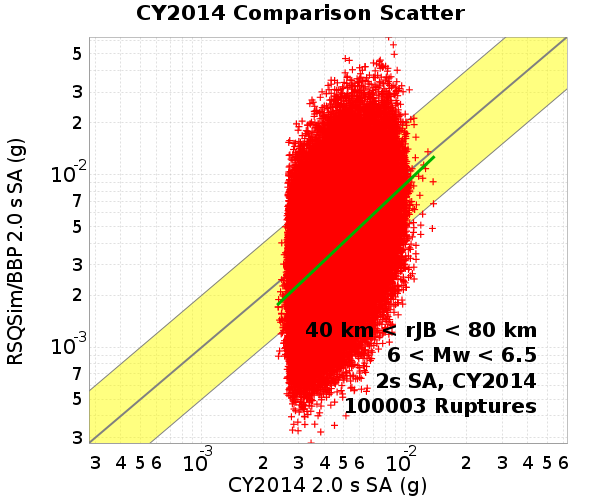 CY2014 Comparison Scatter
RSQSim/BBP 2.0 s SA (g)
5
3
2
10-2
7
5
3
2
10-3
7
5
3
40 km < rJB < 80 km
6 < Mw < 6.5
2s SA, CY2014
100003 Ruptures
3 4 5 6 10-3 2 3 4 5 6 10-2 2 3 4 5 6
CY2014 2.0 s SA (g)